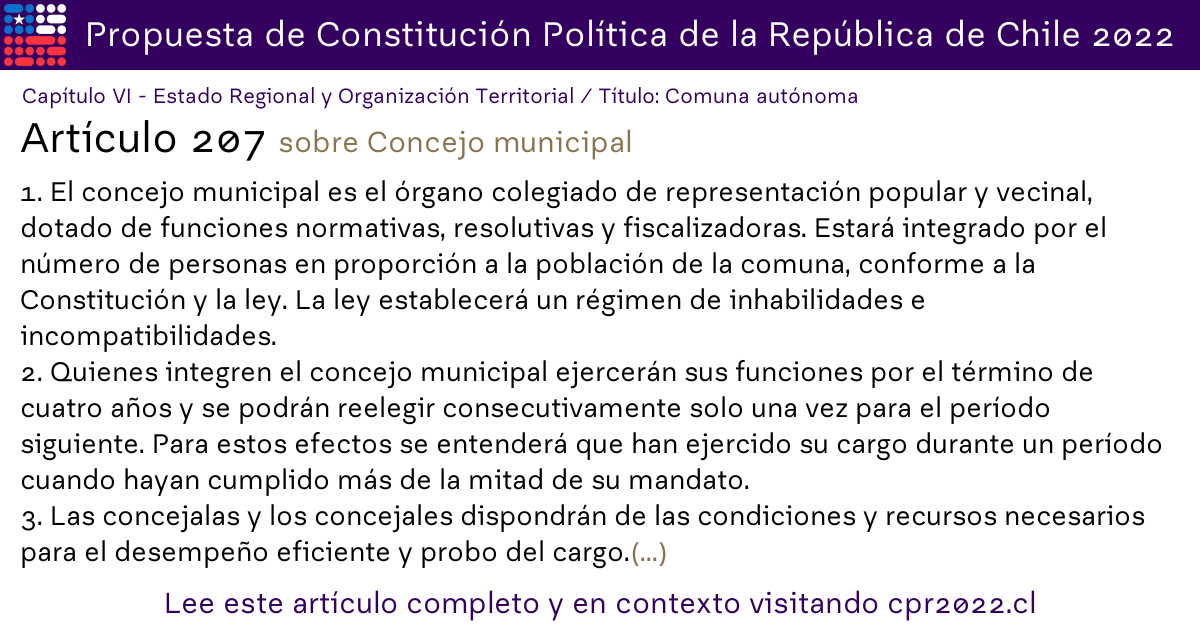 Propuesta de Constitución Política de la República de Chile 2022
Capítulo VI - Estado Regional y Organización Territorial / Título: Comuna autónoma
Artículo 207 sobre Concejo municipal
1. El concejo municipal es el órgano colegiado de representación popular y vecinal,
dotado de funciones normativas, resolutivas y fiscalizadoras. Estará integrado por el
número de personas en proporción a la población de la comuna, conforme a la
Constitución y la ley. La ley establecerá un régimen de inhabilidades e
incompatibilidades.
2. Quienes integren el concejo municipal ejercerán sus funciones por el término de
cuatro años y se podrán reelegir consecutivamente solo una vez para el período
siguiente. Para estos efectos se entenderá que han ejercido su cargo durante un período
cuando hayan cumplido más de la mitad de su mandato.
3. Las concejalas y los concejales dispondrán de las condiciones y recursos necesarios
para el desempeño eficiente y probo del cargo.(...)
Lee este artículo completo y en contexto visitando cpr2022.cl